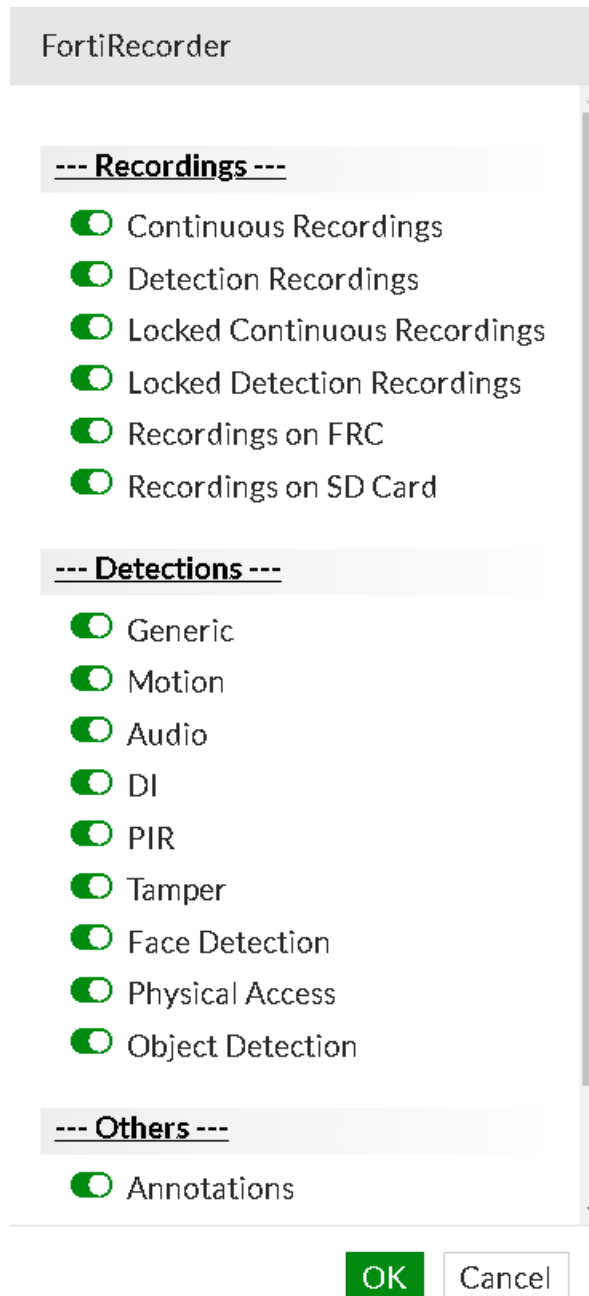 FortiRecorder
--- Recordings ---
Continuous Recordings
Detection Recordings
Locked Continuous Recordings
Locked Detection Recordings
Recordings on FRC
Recordings on SD Card
--- Detections ---
Generic
Motion
Audio
DI
PIR
Tamper
Face Detection
Physical Access
Object Detection
--- Others ---
Annotations
OK Cancel